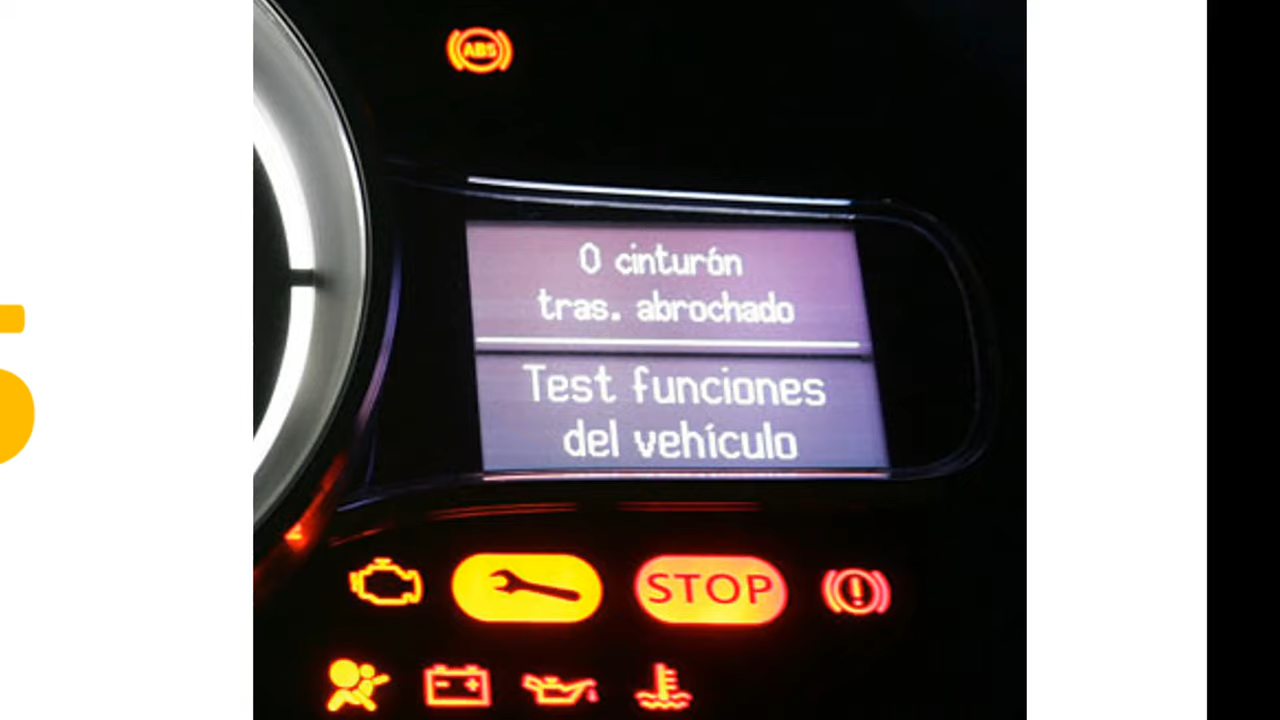 ABS
0 cinturón
tras. abrochado
Test funciones
del vehículo
STOP